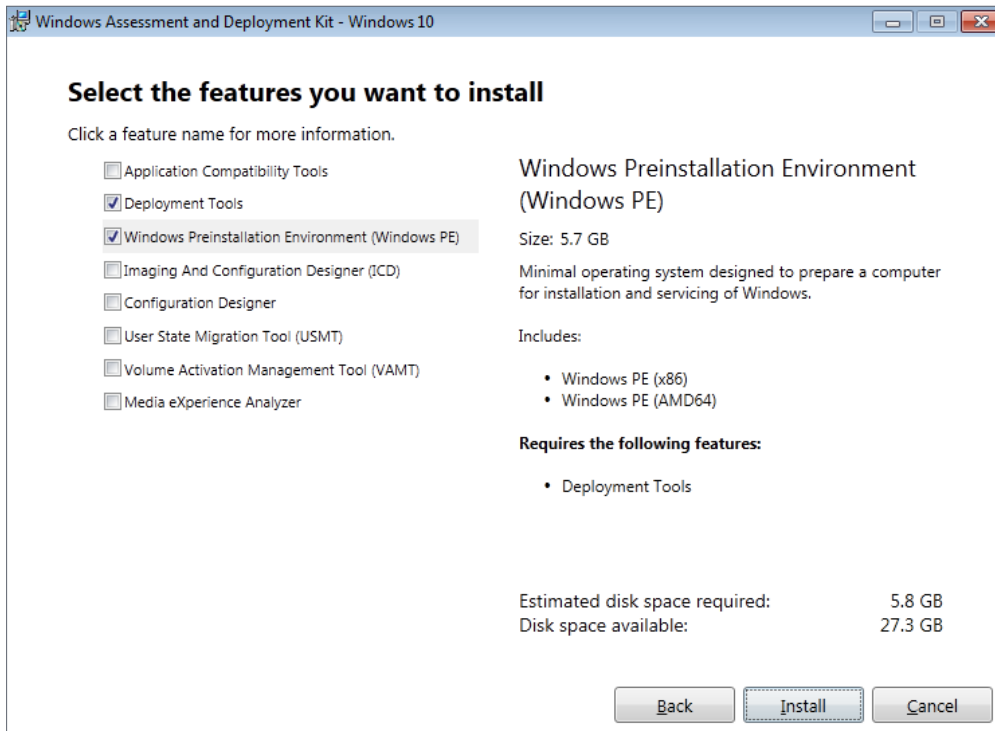 Windows Assessment and Deployment Kit - Windows 10
Select the features you want to install
Click a feature name for more information.
Application Compatibility Tools
Deployment Tools
Windows Preinstallation Environment (Windows PE)
Imaging And Configuration Designer (ICD)
Configuration Designer
User State Migration Tool (USMT)
Volume Activation Management Tool (VAMT)
Media eXperience Analyzer
Windows Preinstallation Environment
(Windows PE)
Size: 5.7 GB
Minimal operating system designed to prepare a computer
for installation and servicing of Windows.
Includes:
• Windows PE (x86)
• Windows PE (AMD64)
Requires the following features:
• Deployment Tools
Estimated disk space required: 5.8 GB
Disk space available: 27.3 GB
Back Install Cancel